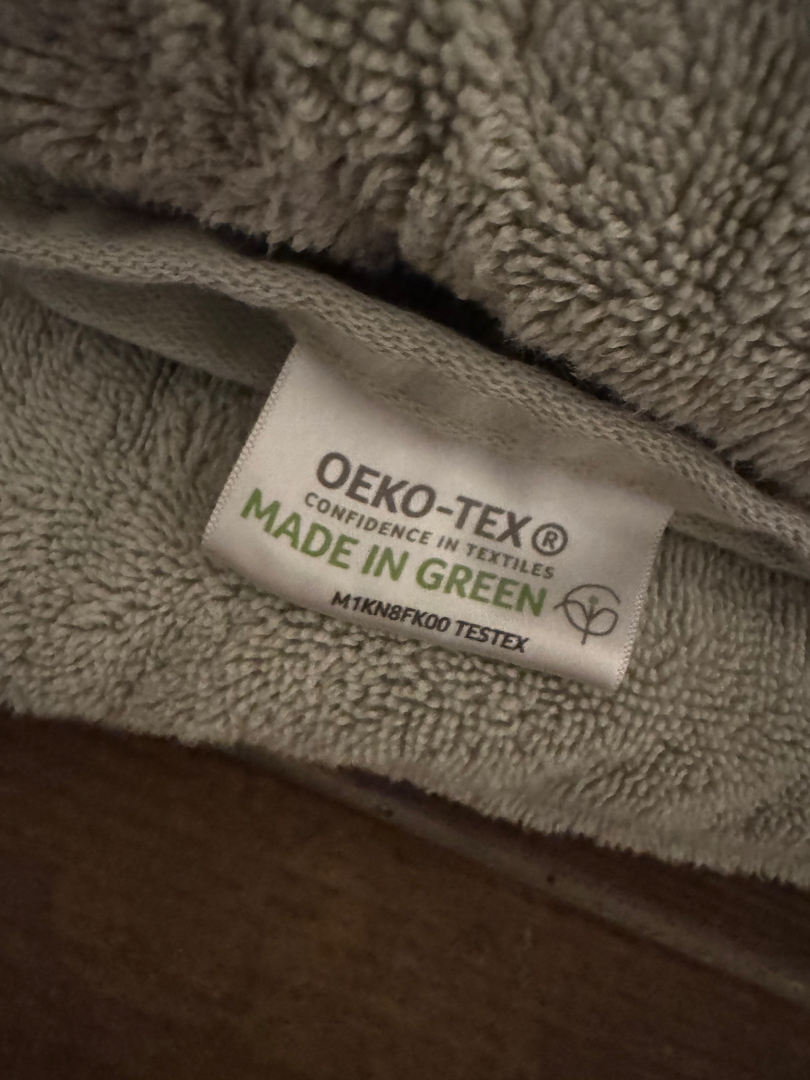 OEKO-TEX®
CONFIDENCE IN TEXTILES
MADE IN GREEN
M1KN8FK00 TESTEX